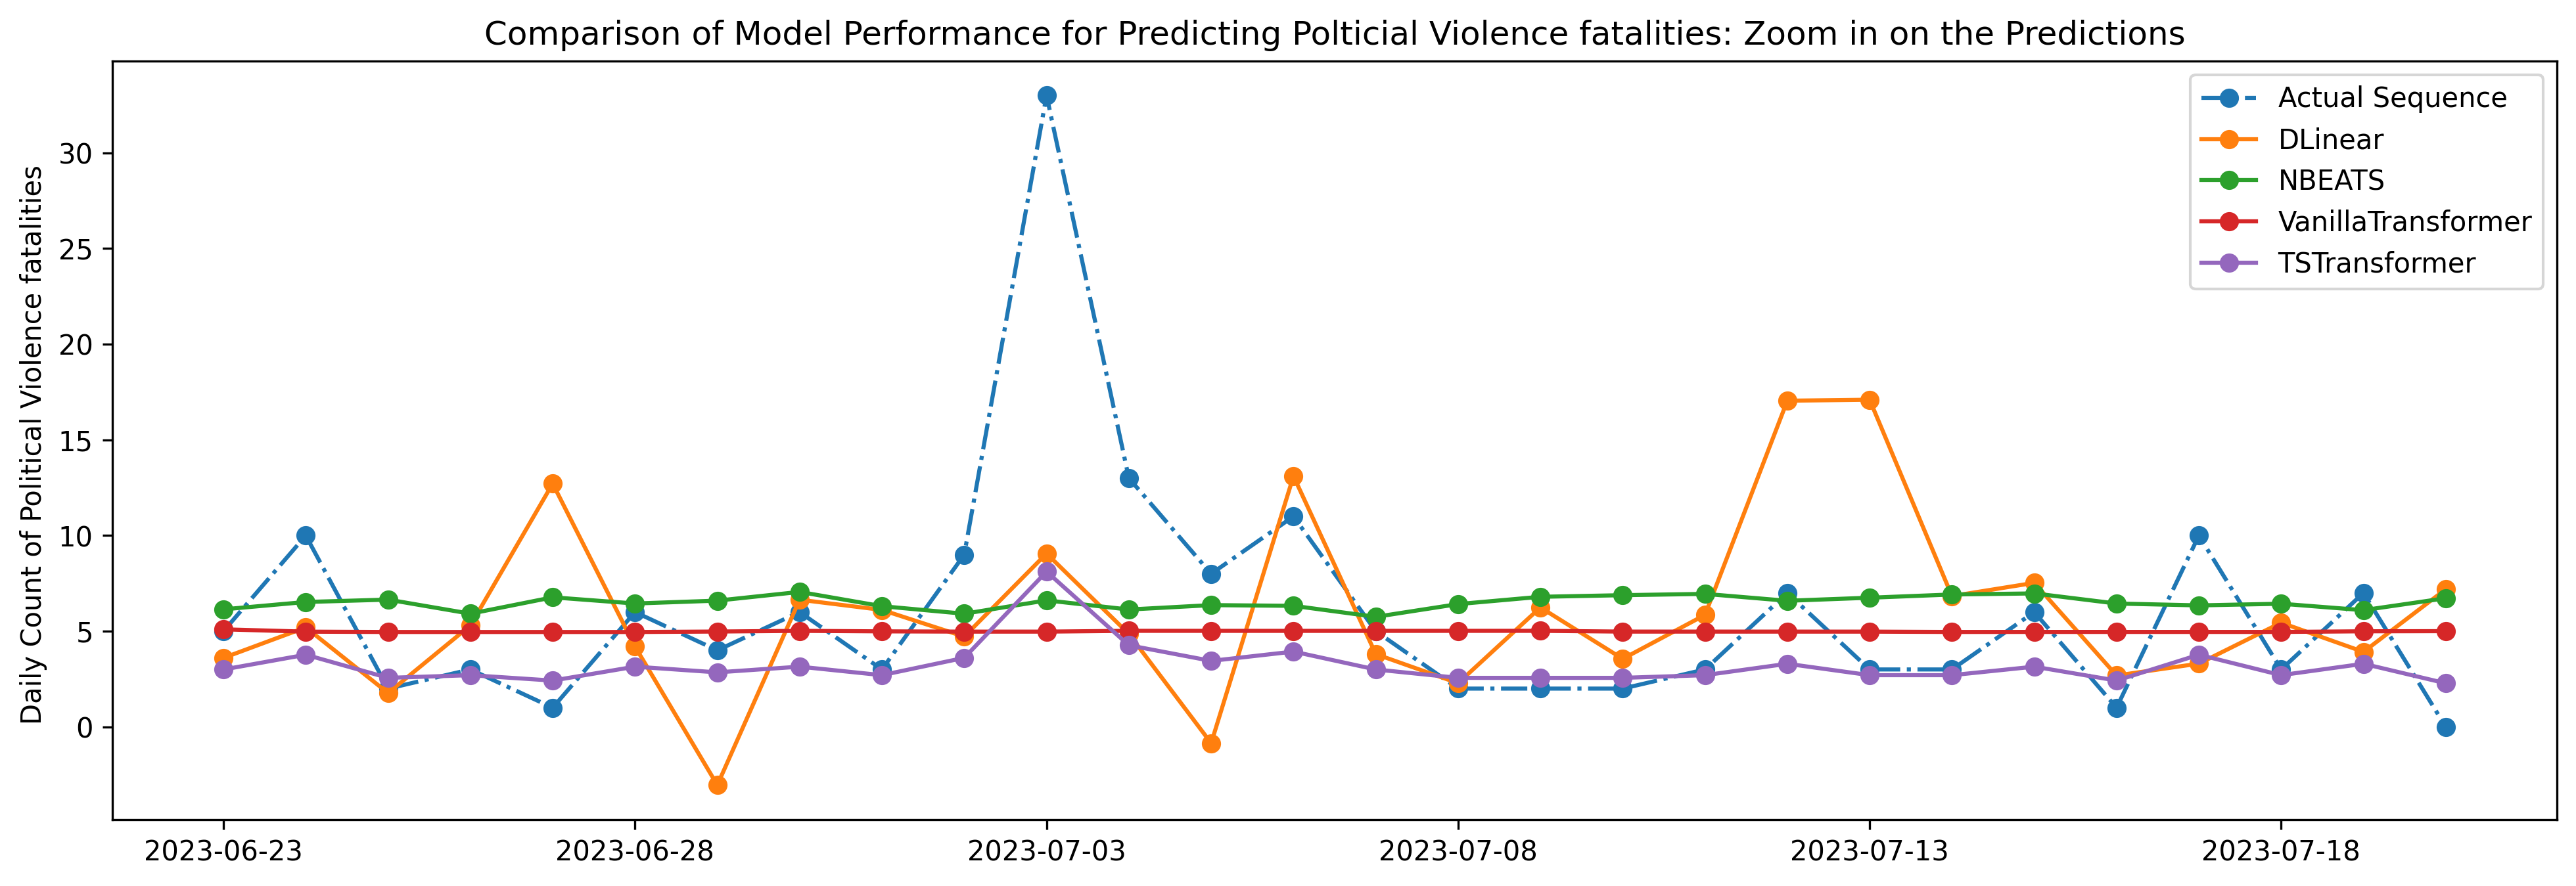 Comparison of Model Performance for Predicting Polticial Violence fatalities: Zoom in on the Predictions
Daily Count of Political Violence fatalities
30
25
20
15
10
5
0
Actual Sequence
DLinear
NBEATS
VanillaTransformer
TSTransformer
2023-06-23
2023-06-28
2023-07-03
2023-07-08
2023-07-13
2023-07-18